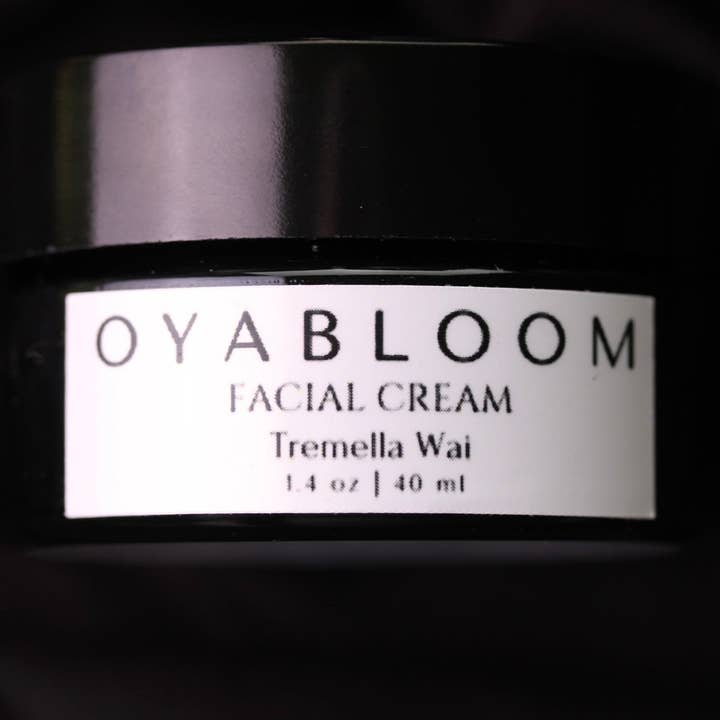 OYABLOOM
FACIAL CREAM
Tremella Wai
1.4 oz | 40 ml